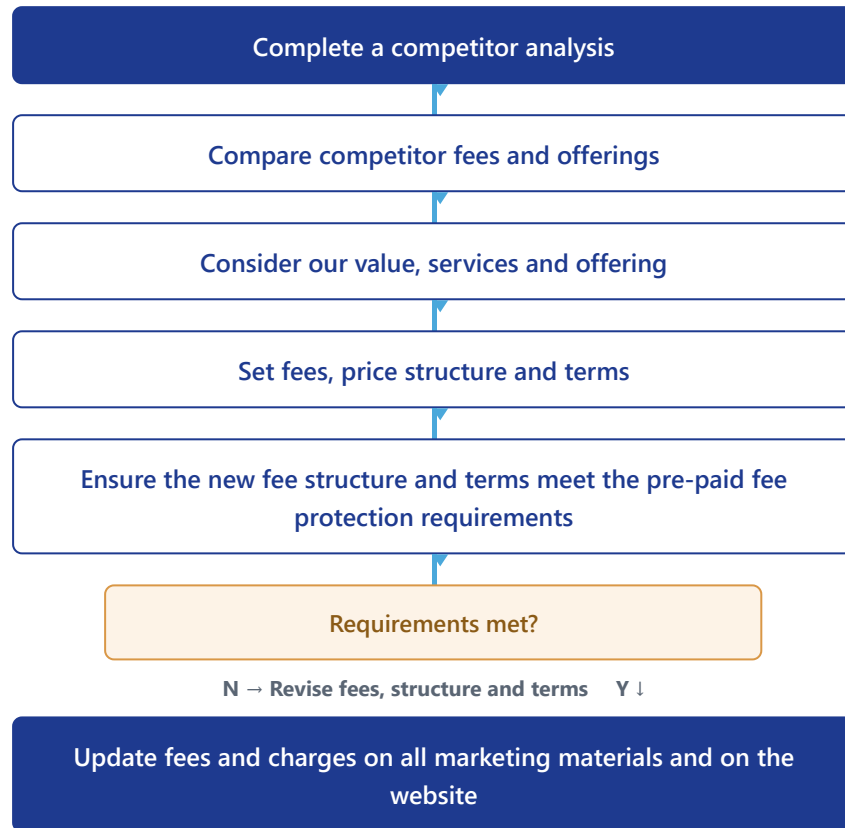 Complete a competitor analysis
Compare competitor fees and offerings
Consider our value, services and offering
Set fees, price structure and terms
Ensure the new fee structure and terms meet the pre-paid fee
protection requirements
Requirements met?
N → Revise fees, structure and terms Y ↓
Update fees and charges on all marketing materials and on the
website